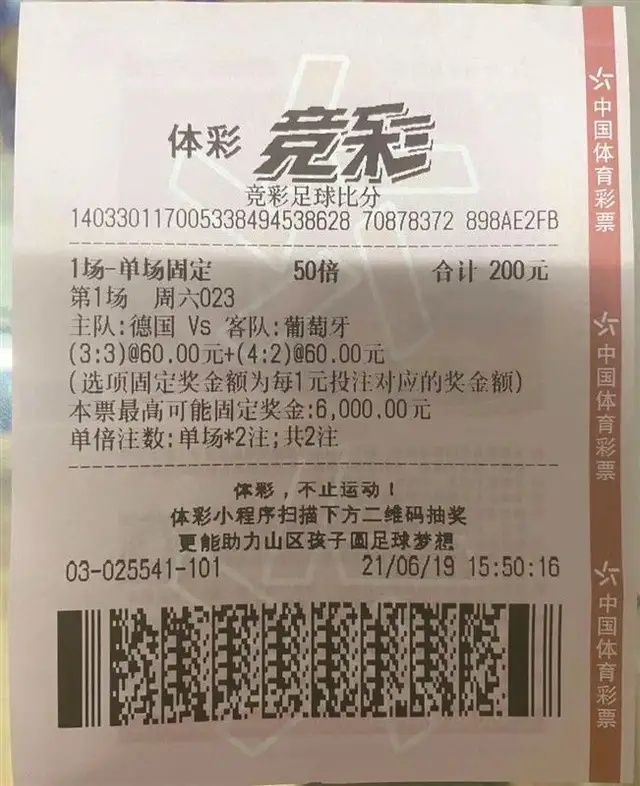 体彩 竞彩
竞彩足球比分
140330117005338494538628 70878372 898AE2FB
1场-单场固定 50倍 合计 200元
第1场 周六023
主队:德国 Vs 客队:葡萄牙
(3:3)@60.00元+(4:2)@60.00元
(选项固定奖金额为每1元投注对应的奖金额)
本票最高可能固定奖金:6,000.00元
单倍注数:单场*2注;共2注
体彩，不止运动！
体彩小程序扫描下方二维码抽奖
更能助力山区孩子圆足球梦想
03-025541-101 21/06/19 15:50:16
中国体育彩票
中国体育彩票
中国体育彩票